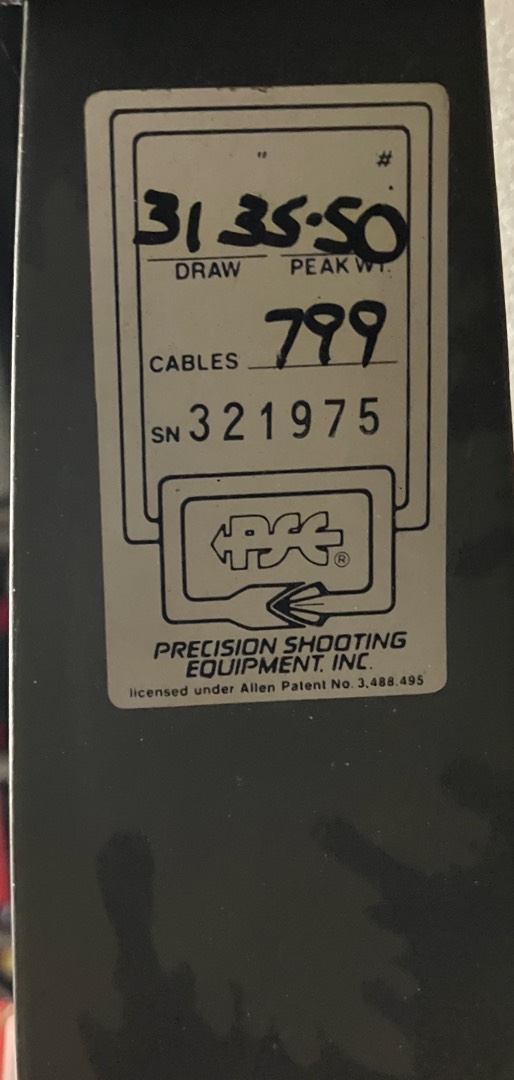 " #
31 35-50
DRAW PEAK WT.
CABLES 799
SN 321975
PSE®
PRECISION SHOOTING
EQUIPMENT, INC.
licensed under Allen Patent No. 3,488,495